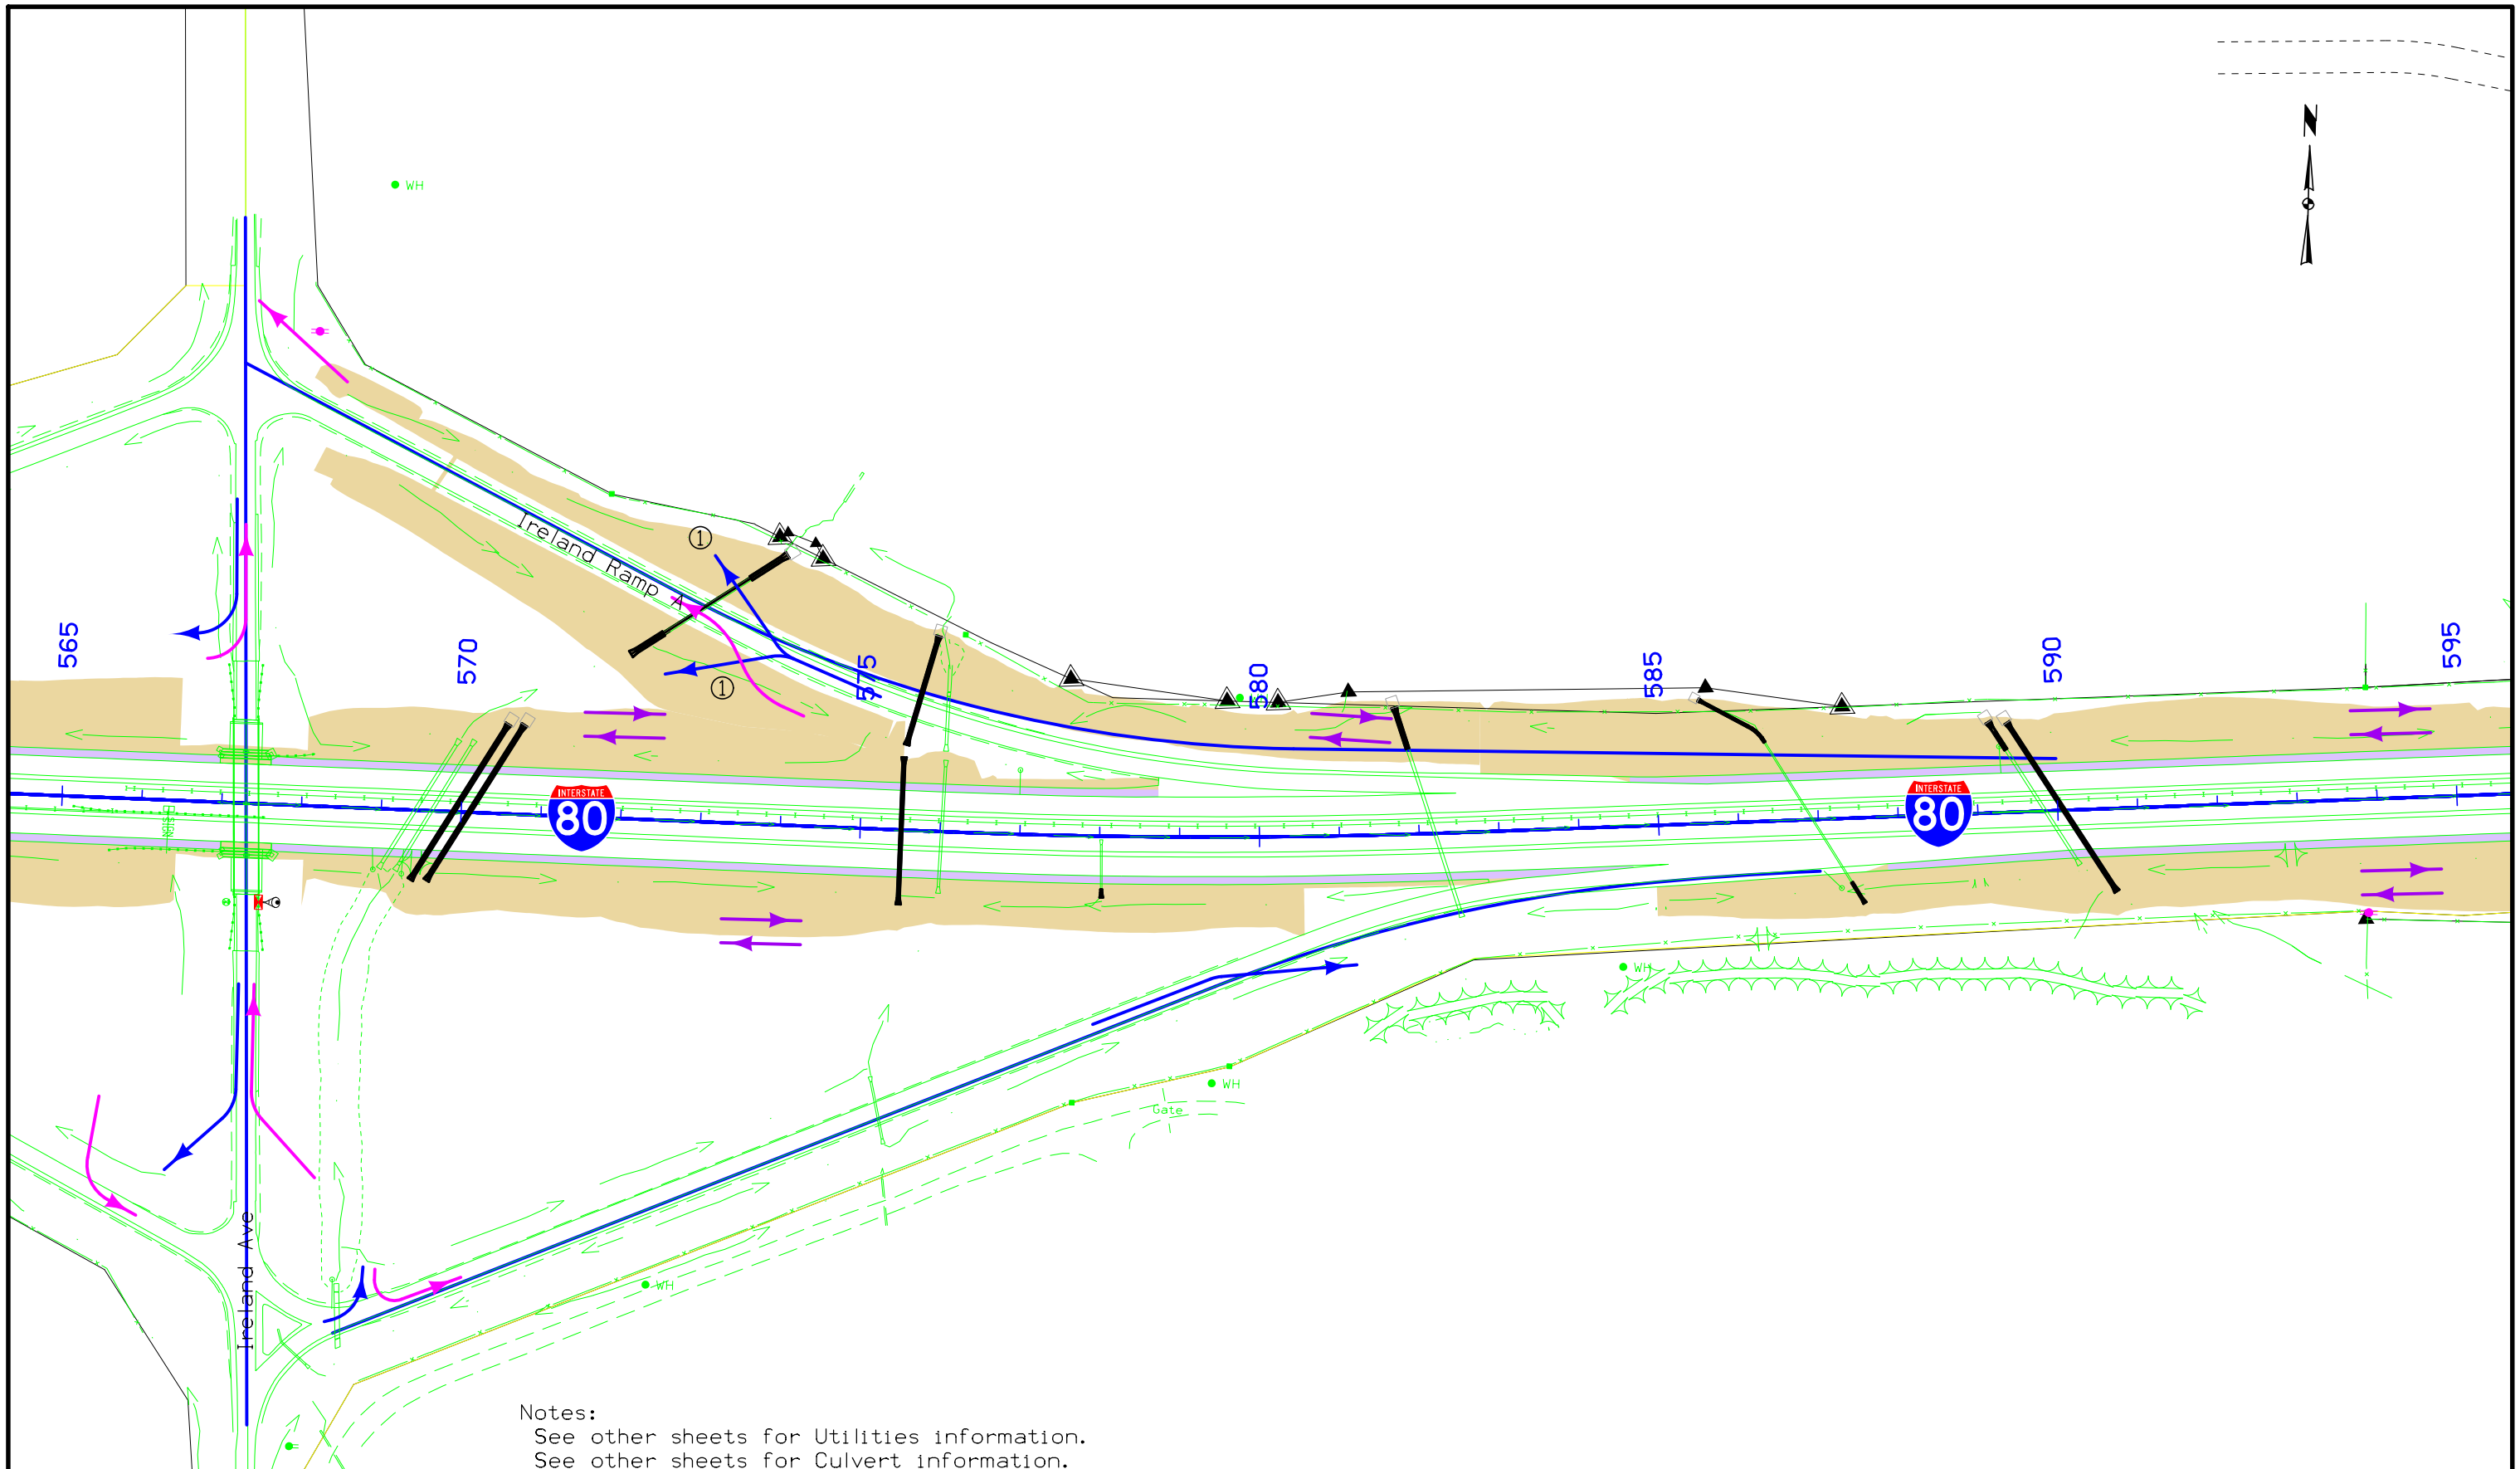 N
WH
1
Ireland Ramp A
1
565
570
575
580
585
590
595
INTERSTATE
80
INTERSTATE
80
SIGN
WH
WH
Gate
WH
Ireland Ave
Notes:
See other sheets for Utilities information.
See other sheets for Culvert information.